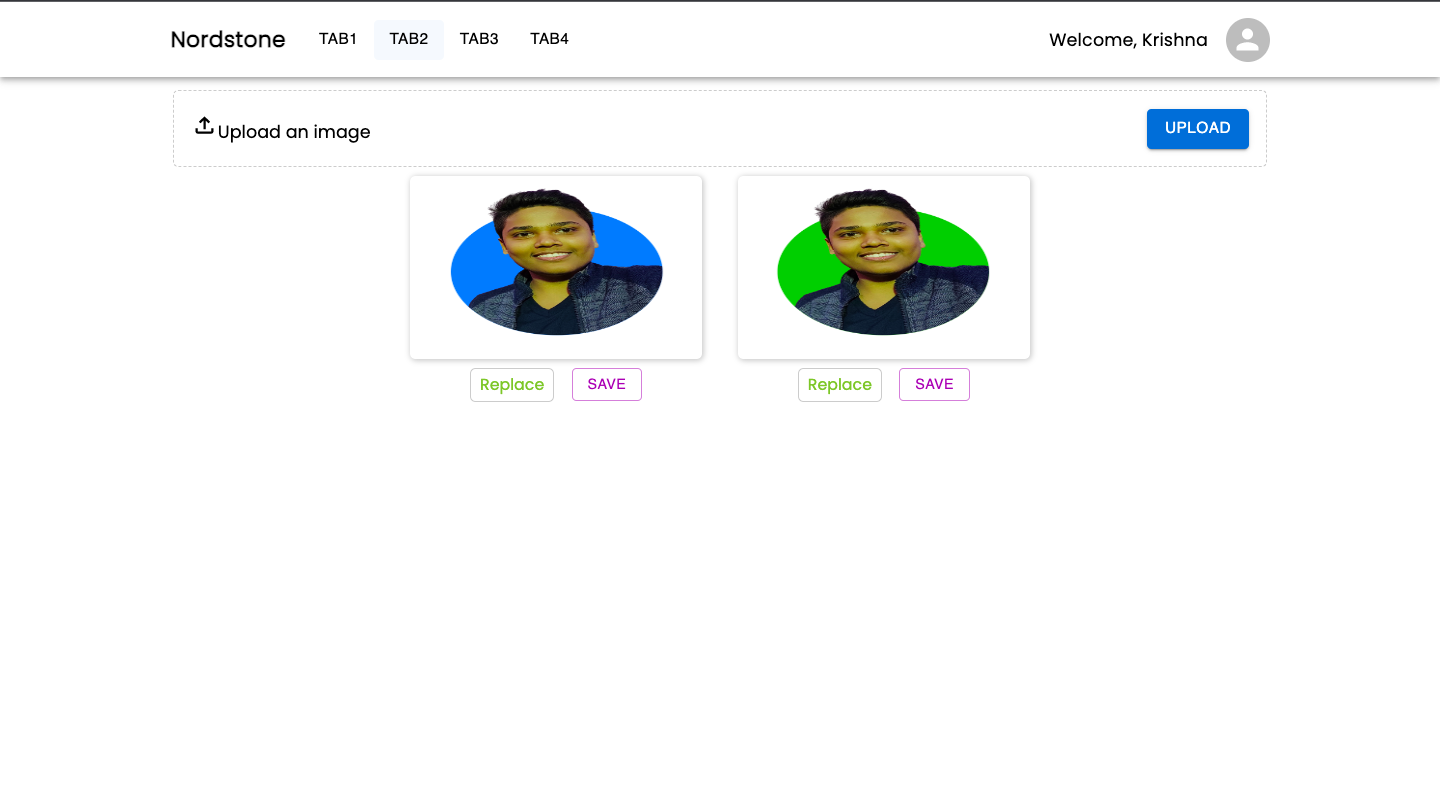 Nordstone TAB1 TAB2 TAB3 TAB4 Welcome, Krishna
Upload an image UPLOAD
Replace SAVE Replace SAVE